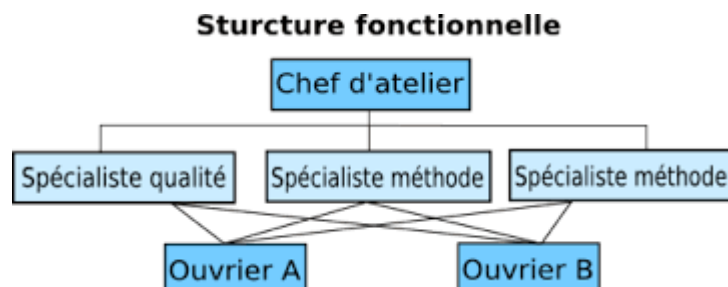 Sturcture fonctionnelle
Chef d'atelier
Spécialiste qualité
Spécialiste méthode
Spécialiste méthode
Ouvrier A
Ouvrier B